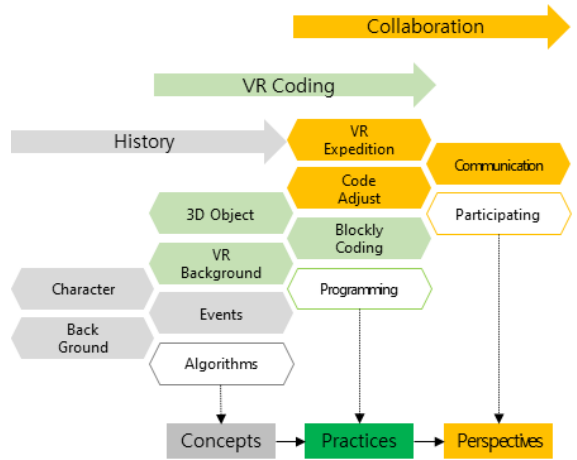 Collaboration
VR Coding
History
VR
Expedition
Communication
Code
Adjust
3D Object
Participating
Blockly
Coding
VR
Background
Character
Programming
Events
Back
Ground
Algorithms
Concepts
Practices
Perspectives